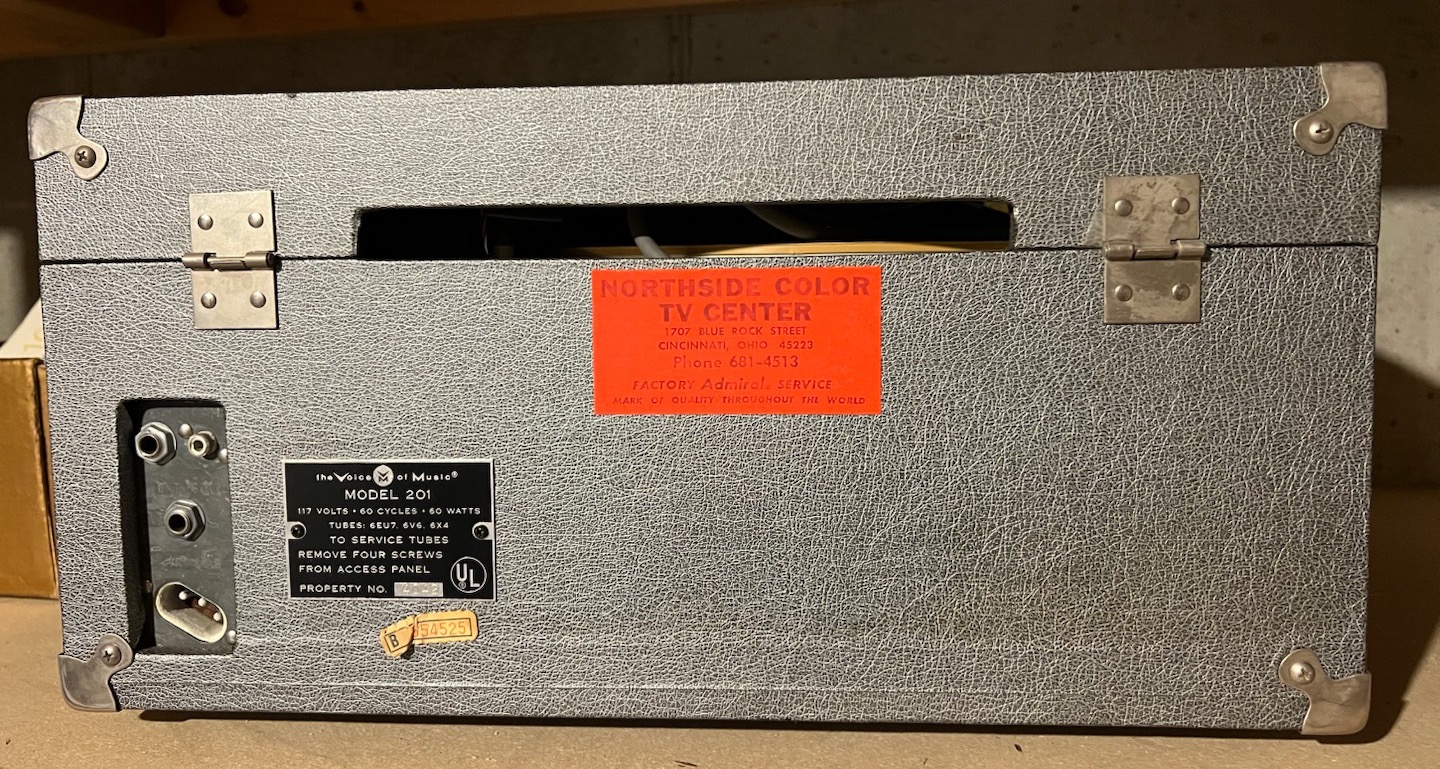 NORTHSIDE COLOR
TV CENTER
1707 BLUE ROCK STREET
CINCINNATI, OHIO 45223
Phone 681-4513
FACTORY Admiral® SERVICE
MARK OF QUALITY THROUGHOUT THE WORLD
the Voice VM of Music®
MODEL 201
117 VOLTS • 60 CYCLES • 60 WATTS
TUBES: 6EU7, 6V6, 6X4
TO SERVICE TUBES
REMOVE FOUR SCREWS
FROM ACCESS PANEL
PROPERTY NO.
UL
B 954525